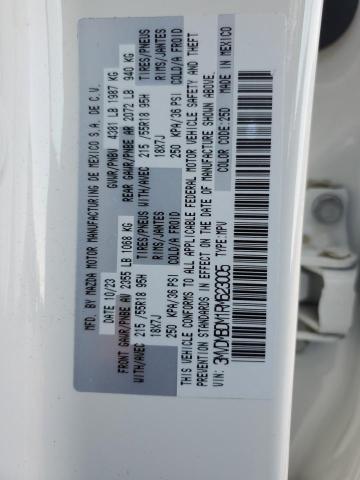 MFD. BY MAZDA MOTOR MANUFACTURING DE MEXICO S.A. DE C.V.
DATE 10/23 GVWR/PNBV 4381 LB 1987 KG
FRONT GAWR/PNBE AV 2355 LB 1068 KG REAR GAWR/PNBE AR 2072 LB 940 KG
WITH/AVEC 215 /55R18 95H TIRES/PNEUS WITH/AVEC 215 /55R18 95H TIRES/PNEUS
18X7J RIMS/JANTES 18X7J RIMS/JANTES
250 KPA/36 PSI COLD/A FROID 250 KPA/36 PSI COLD/A FROID
THIS VEHICLE CONFORMS TO ALL APPLICABLE FEDERAL MOTOR VEHICLE SAFETY AND THEFT
PREVENTION STANDARDS IN EFFECT ON THE DATE OF MANUFACTURE SHOWN ABOVE.
VIN: 3MVDMBDM1RM623005 TYPE:MPV COLOR CODE:25D MADE IN MEXICO